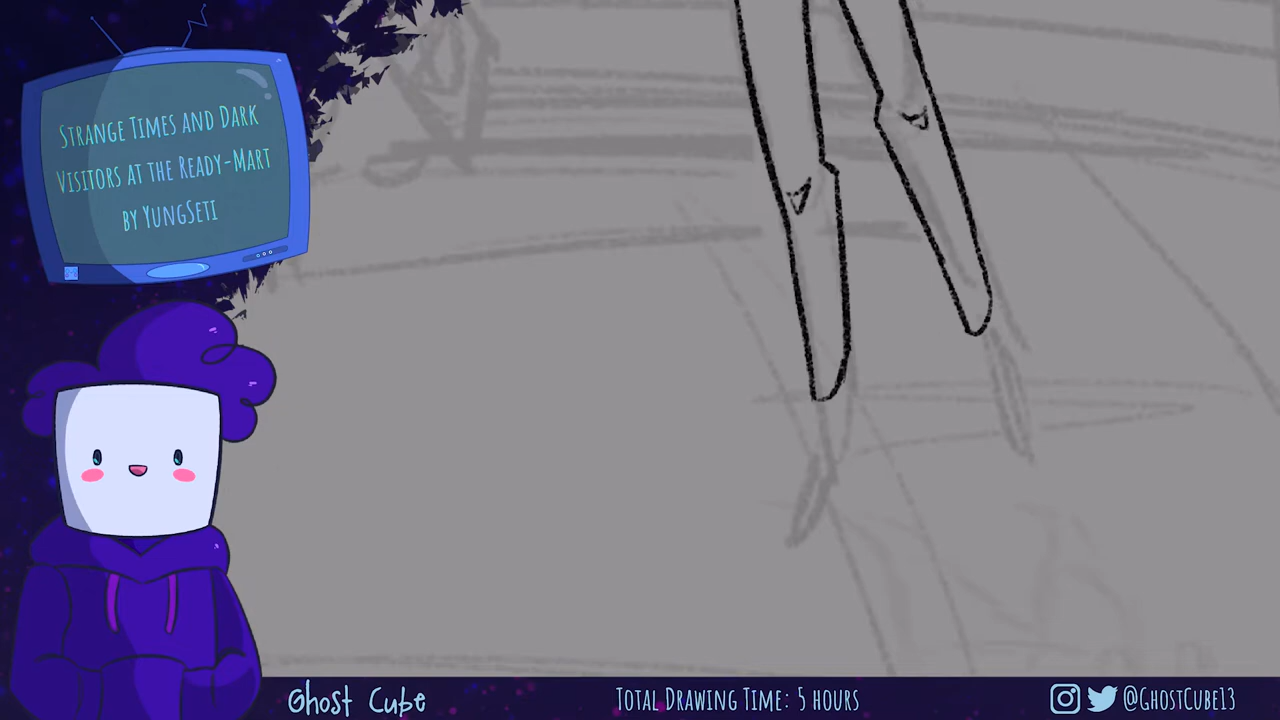 Strange Times and Dark
Visitors at the Ready-Mart
by YungSeti
Ghost Cube
Total Drawing Time: 5 hours
@GhostCube13